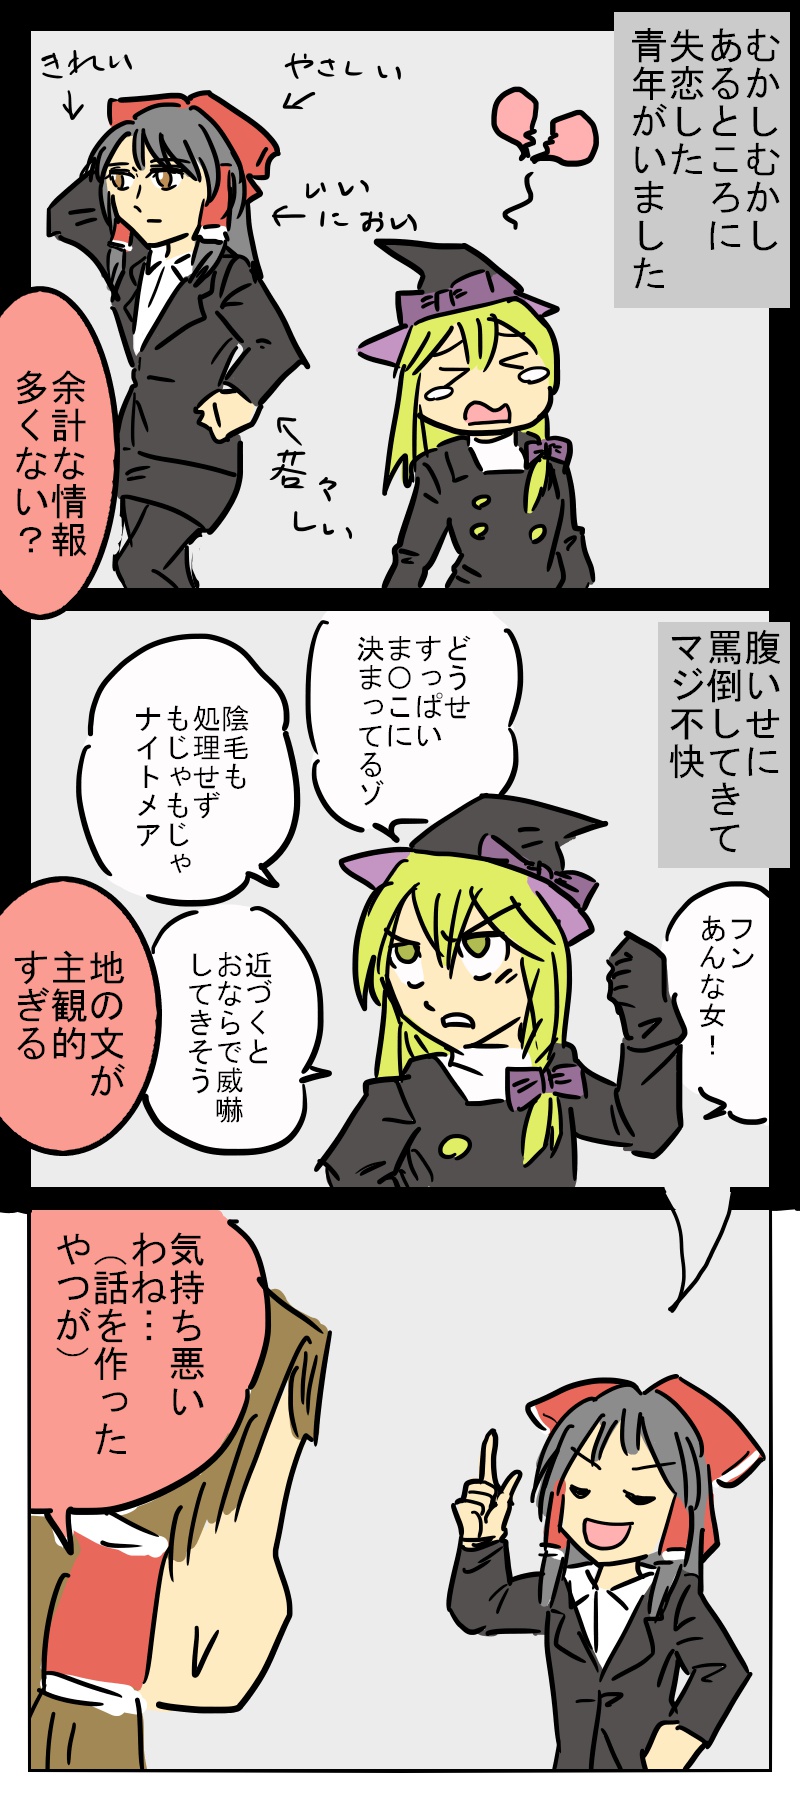 むかしむかし
あるところに
失恋した
青年がいました
やさしい
きれい
いい
におい
若々
しい
余計な情報
多くない？
腹いせに
罵倒してきて
マジ不快
フン
あんな女！
どうせ
すっぱい
ま〇こに
決まってるゾ
陰毛も
処理せず
もじゃもじゃ
ナイトメア
近づくと
おならで威嚇
してきそう
地の文が
主観的
すぎる
気持ち悪い
わね…
（話を作った
やつが）